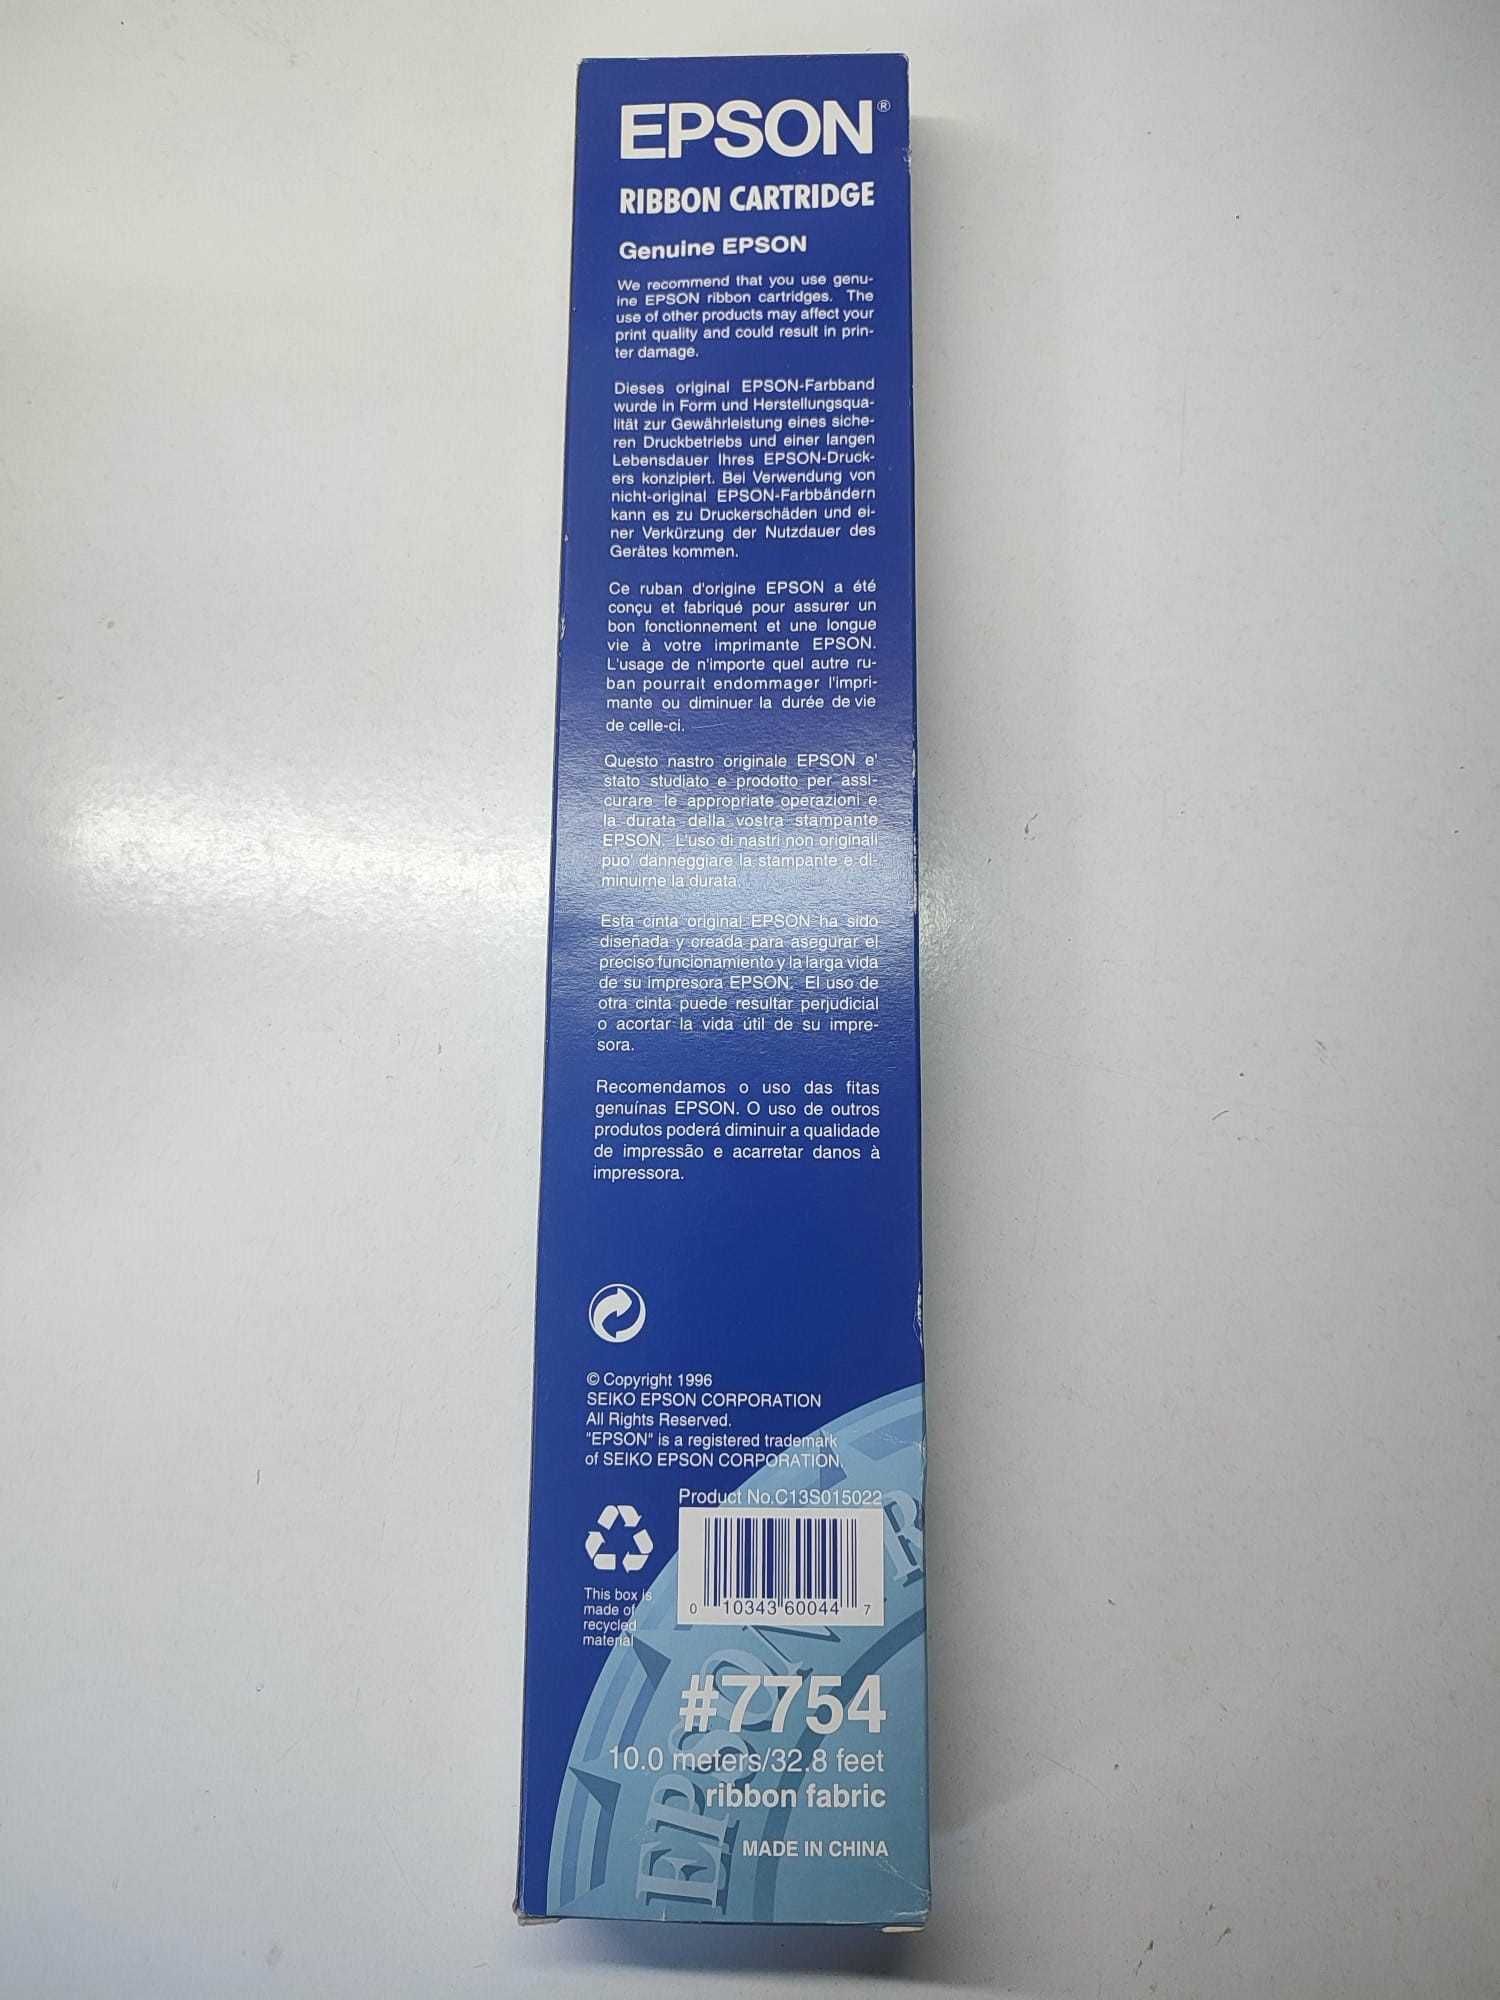 EPSON®
RIBBON CARTRIDGE
Genuine EPSON
We recommend that you use genu-
ine EPSON ribbon cartridges. The
use of other products may affect your
print quality and could result in prin-
ter damage.
Dieses original EPSON-Farbband
wurde in Form und Herstellungsqua-
lität zur Gewährleistung eines siche-
ren Druckbetriebs und einer langen
Lebensdauer Ihres EPSON-Druck-
ers konzipiert. Bei Verwendung von
nicht-original EPSON-Farbbändern
kann es zu Druckerschäden und ei-
ner Verkürzung der Nutzdauer des
Gerätes kommen.
Ce ruban d'origine EPSON a été
conçu et fabriqué pour assurer un
bon fonctionnement et une longue
vie à votre imprimante EPSON.
L'usage de n'importe quel autre ru-
ban pourrait endommager l'impri-
mante ou diminuer la durée de vie
de celle-ci.
Questo nastro originale EPSON e'
stato studiato e prodotto per assi-
curare le appropriate operazioni e
la durata della vostra stampante
EPSON. L'uso di nastri non originali
puo' danneggiare la stampante e di-
minuirne la durata.
Esta cinta original EPSON ha sido
diseñada y creada para asegurar el
preciso funcionamiento y la larga vida
de su impresora EPSON. El uso de
otra cinta puede resultar perjudicial
o acortar la vida útil de su impre-
sora.
Recomendamos o uso das fitas
genuínas EPSON. O uso de outros
produtos poderá diminuir a qualidade
de impressão e acarretar danos à
impressora.
© Copyright 1996
SEIKO EPSON CORPORATION
All Rights Reserved.
"EPSON" is a registered trademark
of SEIKO EPSON CORPORATION.
Product No.C13S015022
0 10343 60044 7
This box is
made of
recycled
material
#7754
10.0 meters/32.8 feet
ribbon fabric
MADE IN CHINA
EPSON
R